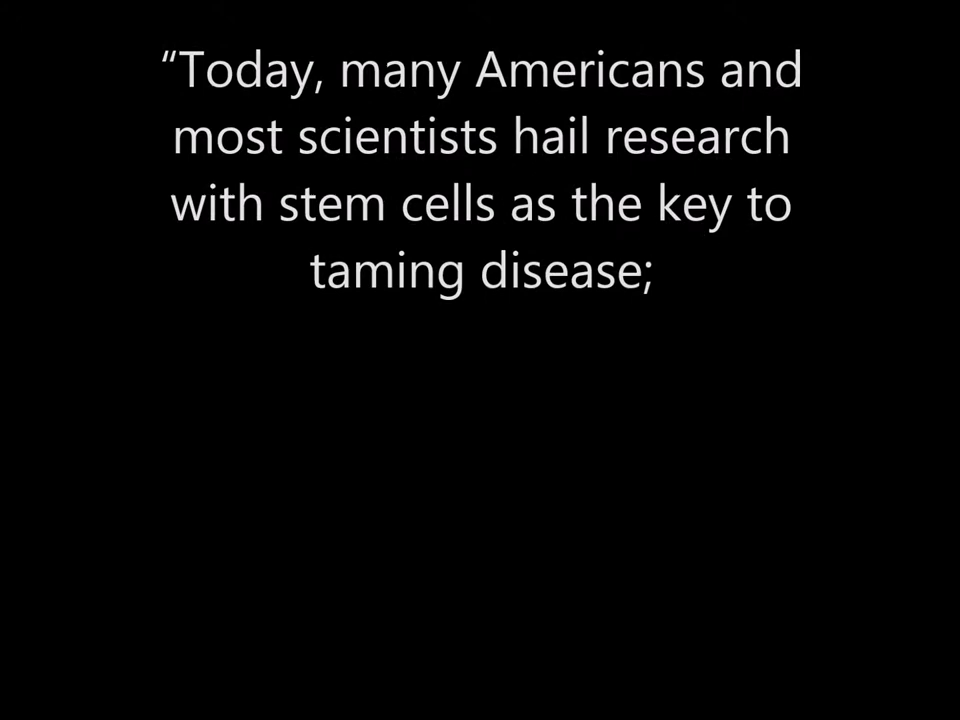 “Today, many Americans and
most scientists hail research
with stem cells as the key to
taming disease;